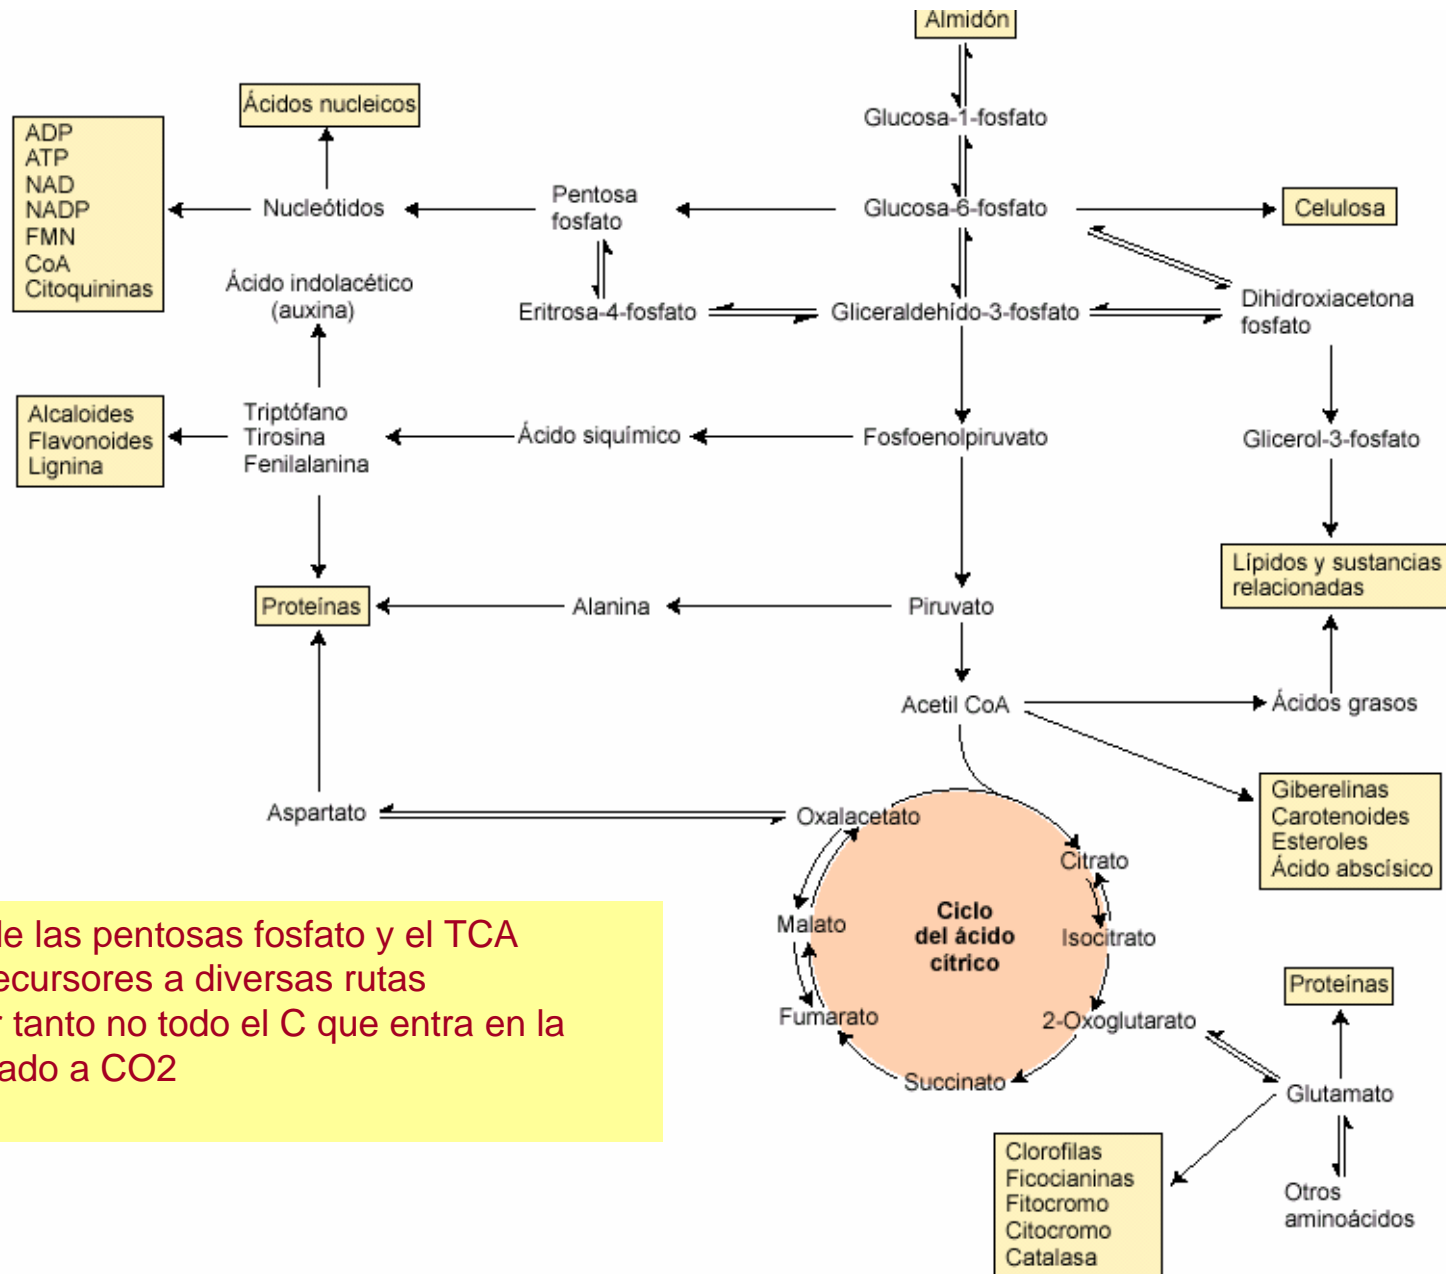 Almidón
Glucosa-1-fosfato
Ácidos nucleicos
ADP
ATP
NAD
NADP
FMN
CoA
Citoquininas
Nucleótidos
Pentosa
fosfato
Glucosa-6-fosfato
Celulosa
Ácido indolacético
(auxina)
Eritrosa-4-fosfato
Gliceraldehído-3-fosfato
Dihidroxiacetona
fosfato
Alcaloides
Flavonoides
Lignina
Triptófano
Tirosina
Fenilalanina
Ácido siquímico
Fosfoenolpiruvato
Glicerol-3-fosfato
Lípidos y sustancias
relacionadas
Proteínas
Alanina
Piruvato
Acetil CoA
Ácidos grasos
Giberelinas
Carotenoides
Esteroles
Ácido abscísico
Aspartato
Oxalacetato
Citrato
Isocitrato
2-Oxoglutarato
Succinato
Fumarato
Malato
Ciclo
del ácido
cítrico
de las pentosas fosfato y el TCA
ecursores a diversas rutas
r tanto no todo el C que entra en la
ado a CO2
Proteínas
Glutamato
Otros
aminoácidos
Clorofilas
Ficocianinas
Fitocromo
Citocromo
Catalasa